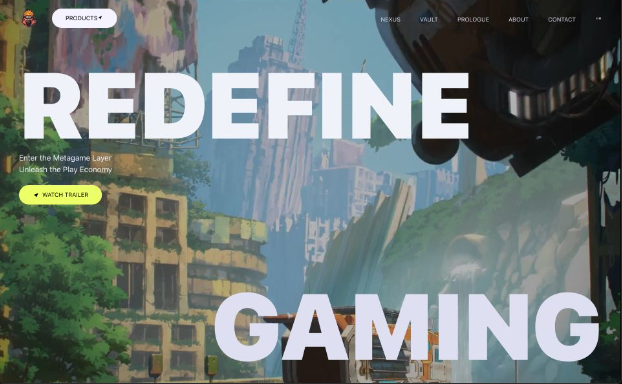 PRODUCTS
NEXUS
VAULT
PROLOGUE
ABOUT
CONTACT
REDEFINE
Enter the Metagame Layer
Unleash the Play Economy
WATCH TRAILER
GAMING